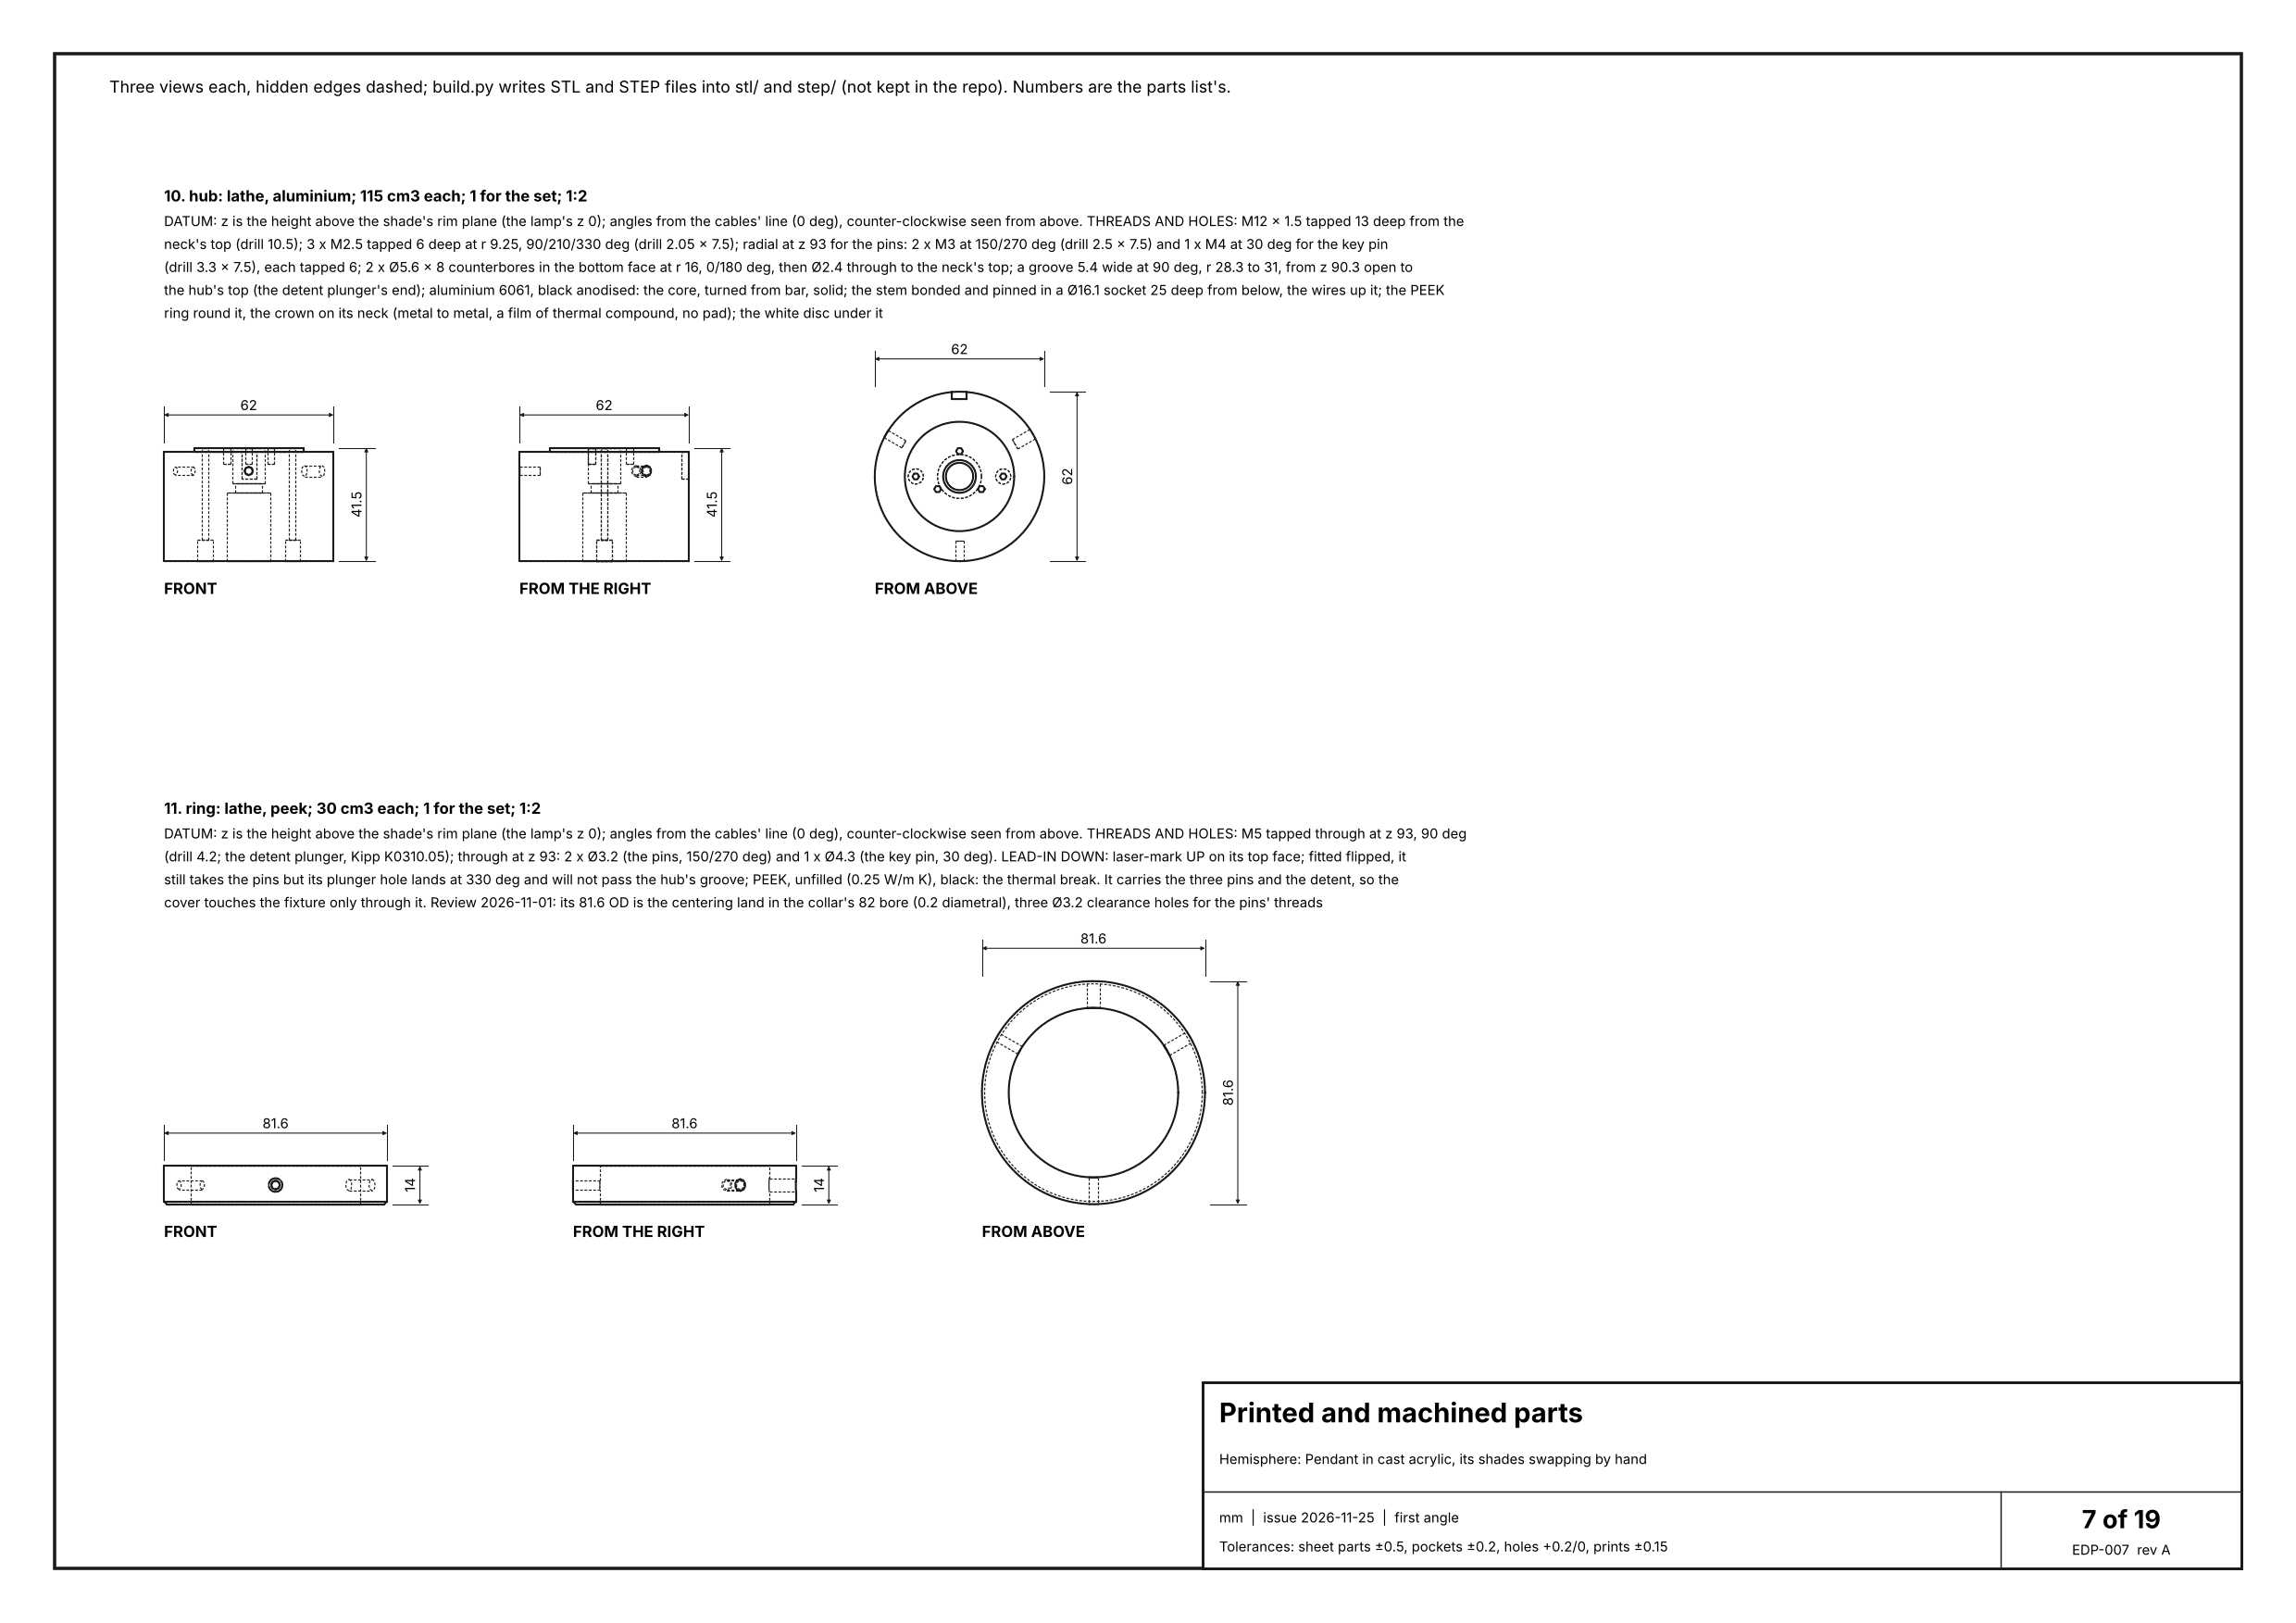 Three views each, hidden edges dashed; build.py writes STL and STEP files into stl/ and step/ (not kept in the repo). Numbers are the parts list's.
10. hub: lathe, aluminium; 115 cm3 each; 1 for the set; 1:2
DATUM: z is the height above the shade's rim plane (the lamp's z 0); angles from the cables' line (0 deg), counter-clockwise seen from above. THREADS AND HOLES: M12 × 1.5 tapped 13 deep from the
neck's top (drill 10.5); 3 x M2.5 tapped 6 deep at r 9.25, 90/210/330 deg (drill 2.05 × 7.5); radial at z 93 for the pins: 2 x M3 at 150/270 deg (drill 2.5 × 7.5) and 1 x M4 at 30 deg for the key pin
(drill 3.3 × 7.5), each tapped 6; 2 x Ø5.6 × 8 counterbores in the bottom face at r 16, 0/180 deg, then Ø2.4 through to the neck's top; a groove 5.4 wide at 90 deg, r 28.3 to 31, from z 90.3 open to
the hub's top (the detent plunger's end); aluminium 6061, black anodised: the core, turned from bar, solid; the stem bonded and pinned in a Ø16.1 socket 25 deep from below, the wires up it; the PEEK
ring round it, the crown on its neck (metal to metal, a film of thermal compound, no pad); the white disc under it
62
62
62
62
41.5
41.5
FRONT
FROM THE RIGHT
FROM ABOVE
11. ring: lathe, peek; 30 cm3 each; 1 for the set; 1:2
DATUM: z is the height above the shade's rim plane (the lamp's z 0); angles from the cables' line (0 deg), counter-clockwise seen from above. THREADS AND HOLES: M5 tapped through at z 93, 90 deg
(drill 4.2; the detent plunger, Kipp K0310.05); through at z 93: 2 x Ø3.2 (the pins, 150/270 deg) and 1 x Ø4.3 (the key pin, 30 deg). LEAD-IN DOWN: laser-mark UP on its top face; fitted flipped, it
still takes the pins but its plunger hole lands at 330 deg and will not pass the hub's groove; PEEK, unfilled (0.25 W/m K), black: the thermal break. It carries the three pins and the detent, so the
cover touches the fixture only through it. Review 2026-11-01: its 81.6 OD is the centering land in the collar's 82 bore (0.2 diametral), three Ø3.2 clearance holes for the pins' threads
81.6
81.6
81.6
81.6
14
14
FRONT
FROM THE RIGHT
FROM ABOVE
Printed and machined parts
Hemisphere: Pendant in cast acrylic, its shades swapping by hand
mm | issue 2026-11-25 | first angle
Tolerances: sheet parts ±0.5, pockets ±0.2, holes +0.2/0, prints ±0.15
7 of 19
EDP-007 rev A